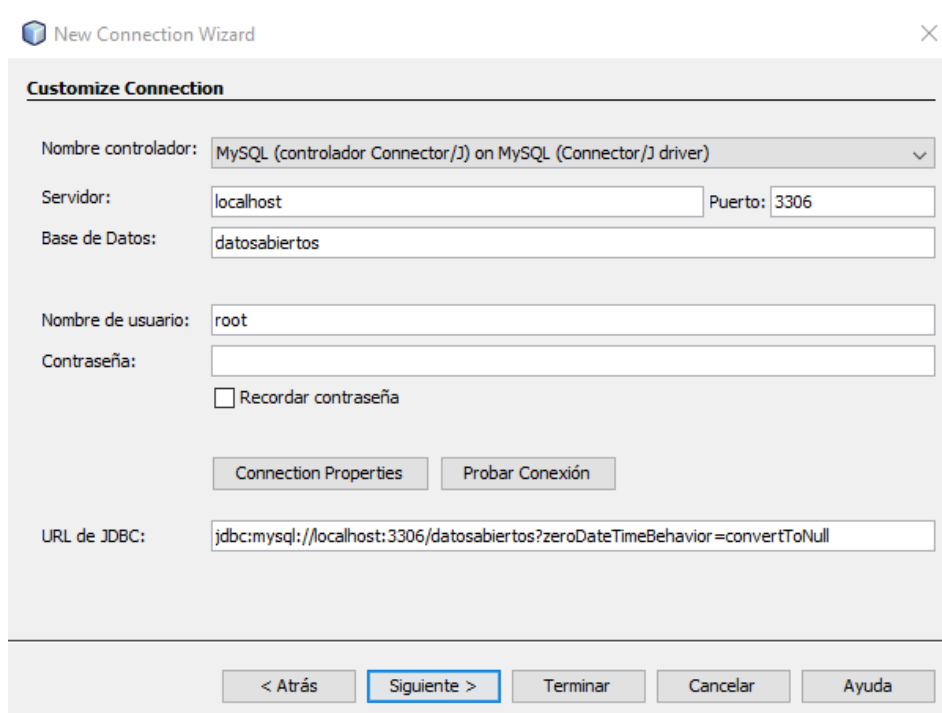 New Connection Wizard
Customize Connection
Nombre controlador: MySQL (controlador Connector/J) on MySQL (Connector/J driver)
Servidor: localhost Puerto: 3306
Base de Datos: datosabiertos
Nombre de usuario: root
Contraseña:
Recordar contraseña
Connection Properties Probar Conexión
URL de JDBC: jdbc:mysql://localhost:3306/datosabiertos?zeroDateTimeBehavior=convertToNull
< Atrás Siguiente > Terminar Cancelar Ayuda